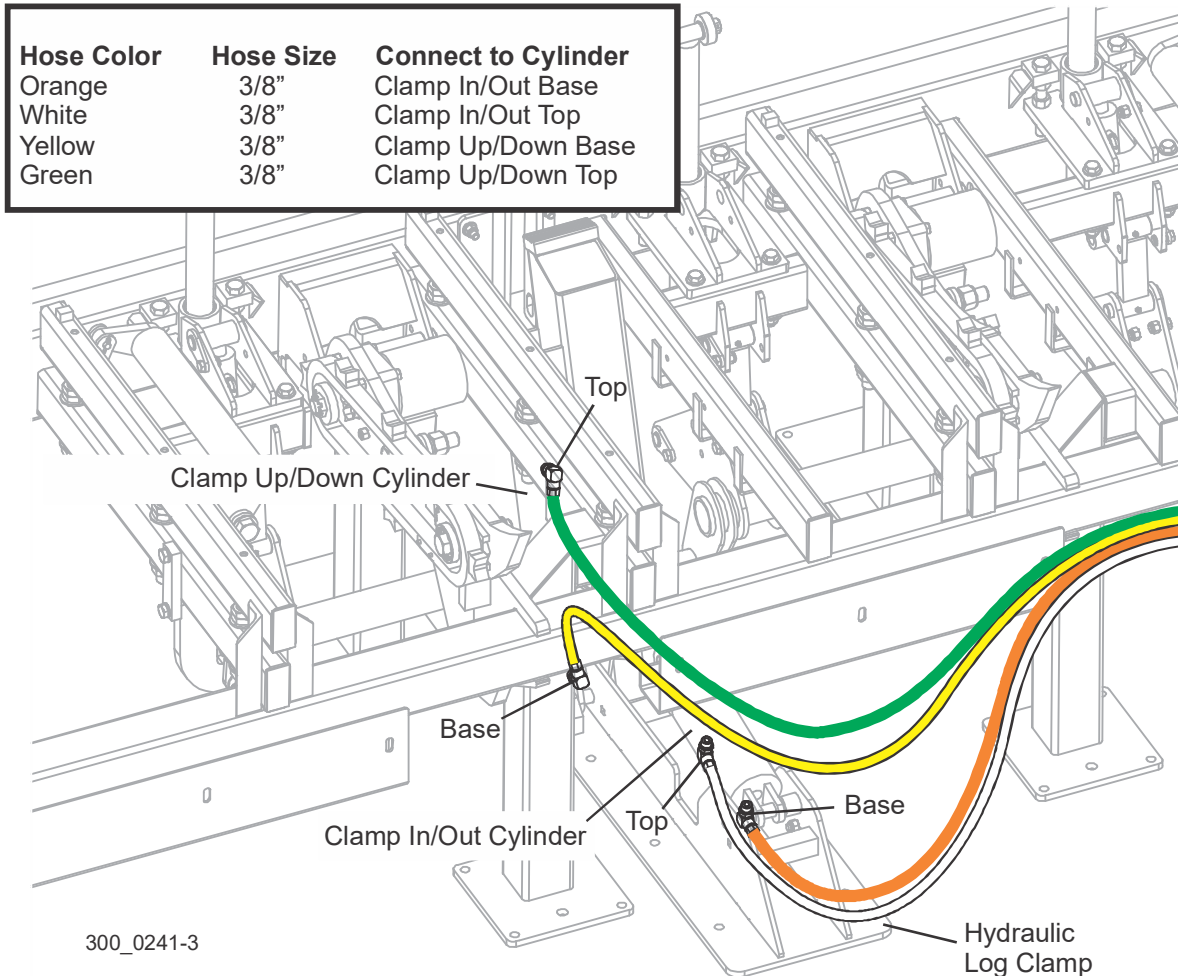 Hose Color Hose Size Connect to Cylinder
Orange 3/8” Clamp In/Out Base
White 3/8” Clamp In/Out Top
Yellow 3/8” Clamp Up/Down Base
Green 3/8” Clamp Up/Down Top
Top
Clamp Up/Down Cylinder
Base
Base
Top
Clamp In/Out Cylinder
Hydraulic
Log Clamp
300_0241-3